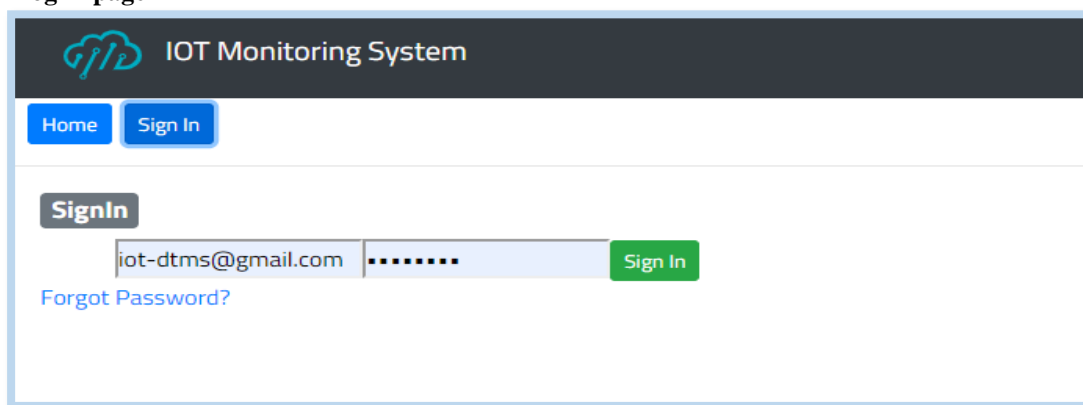 IOT Monitoring System
Home Sign In
SignIn
iot-dtms@gmail.com •••••••• Sign In
Forgot Password?